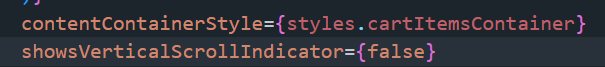 )}
contentContainerStyle={styles.cartItemsContainer}
showsVerticalScrollIndicator={false}